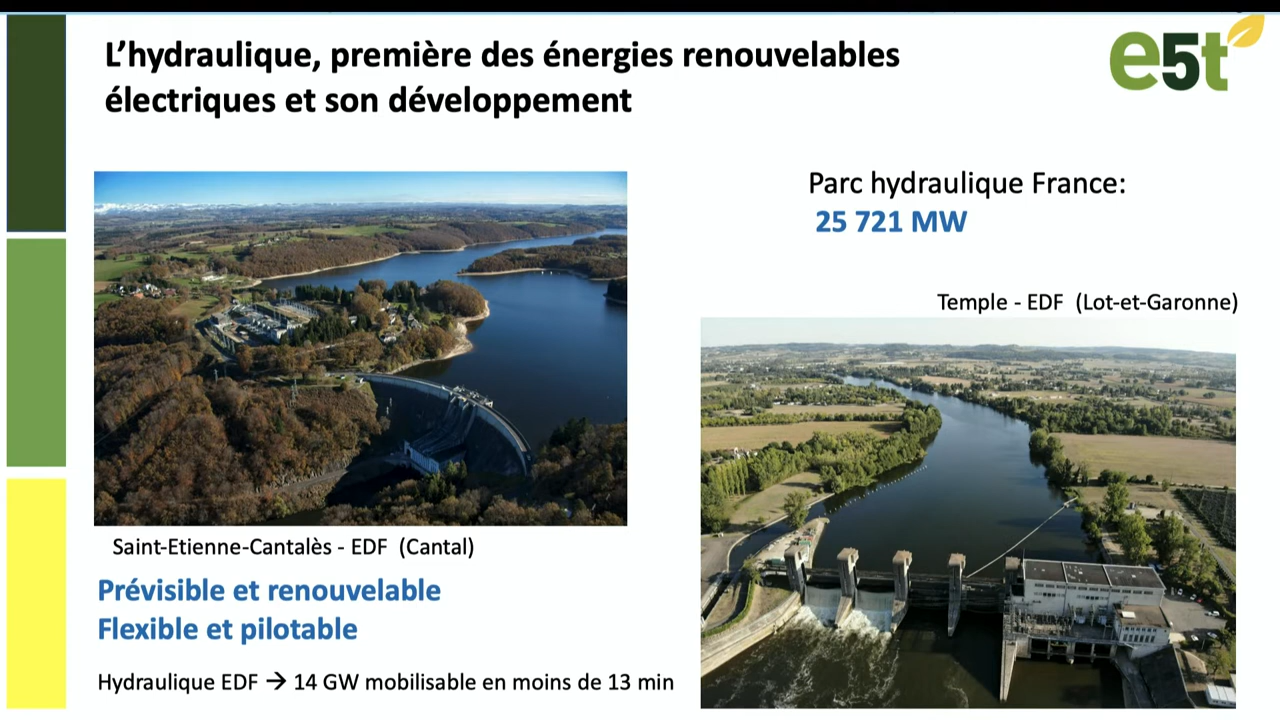 L’hydraulique, première des énergies renouvelables
électriques et son développement
e5t
Parc hydraulique France:
25 721 MW
Temple - EDF (Lot-et-Garonne)
Saint-Etienne-Cantalès - EDF (Cantal)
Prévisible et renouvelable
Flexible et pilotable
Hydraulique EDF → 14 GW mobilisable en moins de 13 min